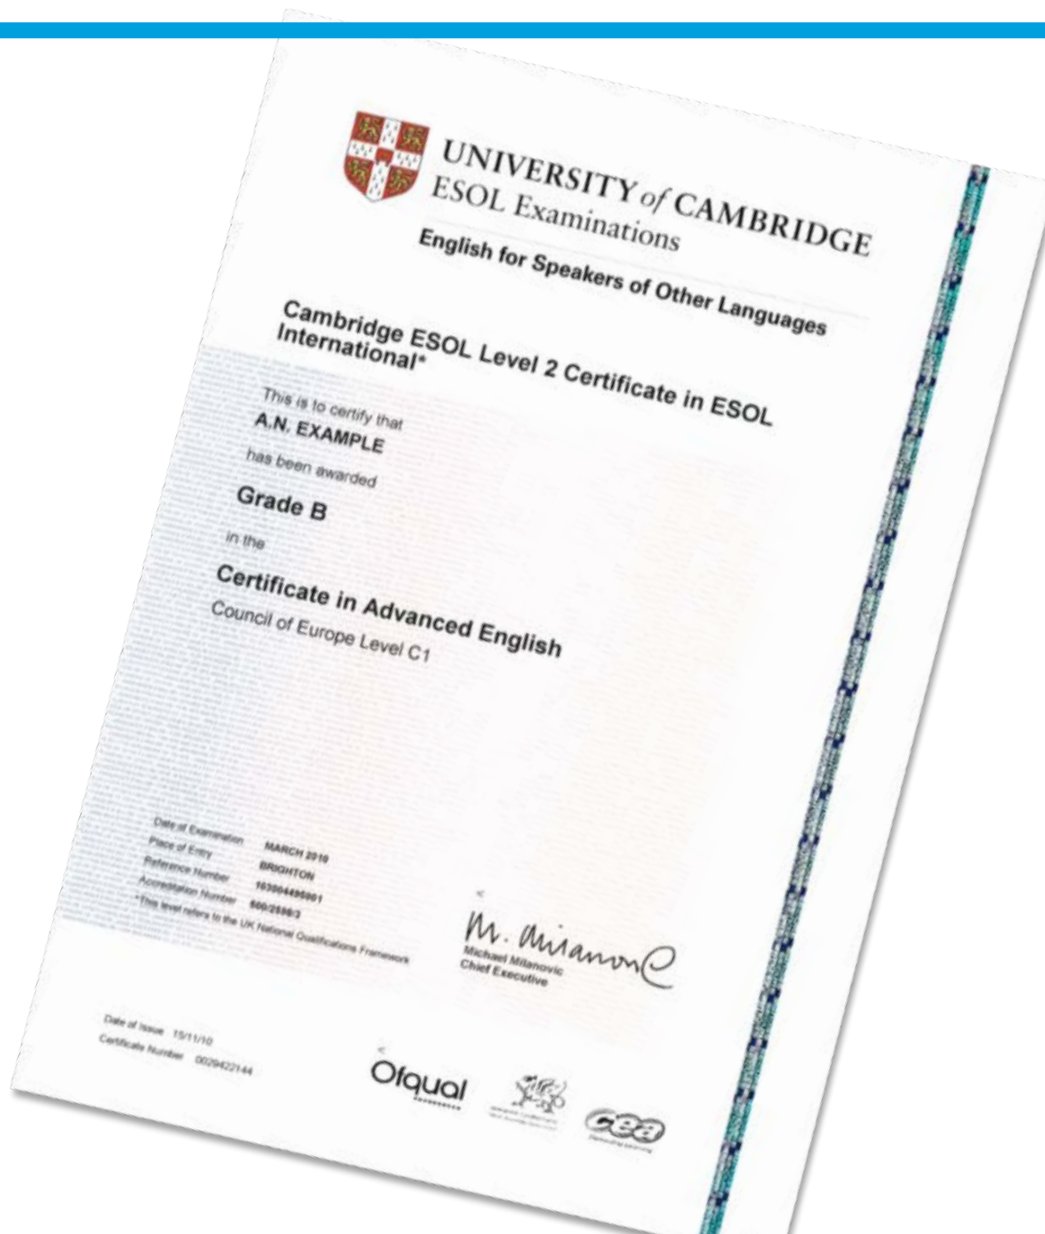 UNIVERSITY of CAMBRIDGE
ESOL Examinations
English for Speakers of Other Languages
Cambridge ESOL Level 2 Certificate in ESOL
International*
This is to certify that
A.N. EXAMPLE
has been awarded
Grade B
in the
Certificate in Advanced English
Council of Europe Level C1
Date of Examination MARCH 2010
Place of Entry BRIGHTON
Reference Number
Accreditation Number
*This level refers to the UK National Qualifications Framework
M. Milanovic
Michael Milanovic
Chief Executive
Date of Issue 15/11/10
Certificate Number 0029422144
Ofqual
cea